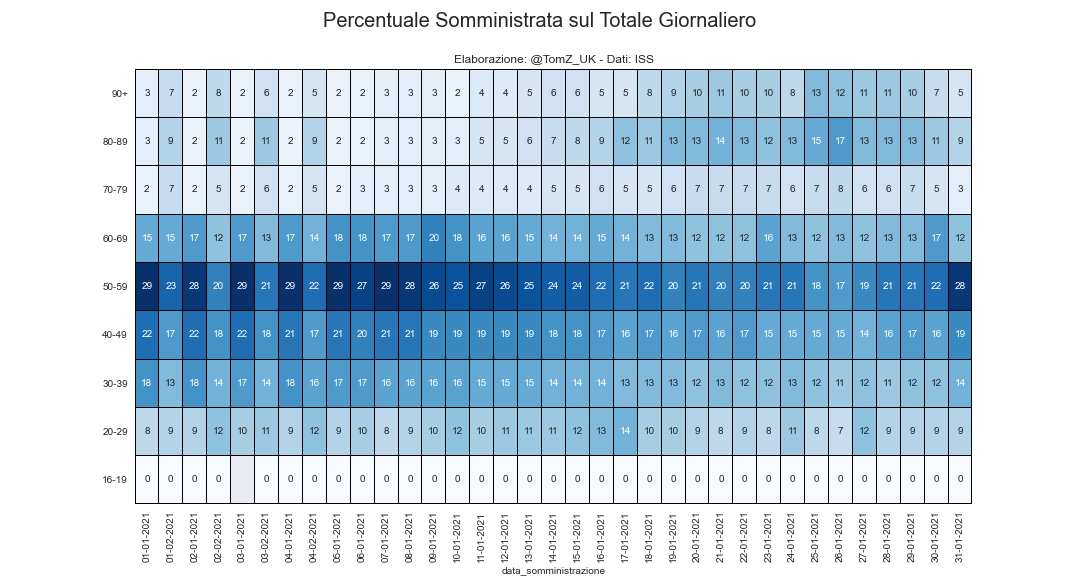 Percentuale Somministrata sul Totale Giornaliero
Elaborazione: @TomZ_UK - Dati: ISS
90+ 3 7 2 8 2 6 2 5 2 2 3 3 3 2 4 4 5 6 6 5 5 8 9 10 11 10 10 8 13 12 11 11 10 7 5
80-89 3 9 2 11 2 11 2 9 2 2 3 3 3 3 5 5 6 7 8 9 12 11 13 13 14 13 12 13 15 17 13 13 13 11 9
70-79 2 7 2 5 2 6 2 5 2 3 3 3 3 4 4 4 4 5 5 6 5 5 6 7 7 7 7 6 7 8 6 6 7 5 3
60-69 15 15 17 12 17 13 17 14 18 18 17 17 20 18 16 16 15 14 14 15 14 13 13 12 12 12 16 13 12 13 12 13 13 17 12
50-59 29 23 28 20 29 21 29 22 29 27 29 28 26 25 27 26 25 24 24 22 21 22 20 21 20 20 21 21 18 17 19 21 21 22 28
40-49 22 17 22 18 22 18 21 17 21 20 21 21 19 19 19 19 19 18 18 17 16 17 16 17 16 17 15 15 15 15 14 16 17 16 19
30-39 18 13 18 14 17 14 18 16 17 17 16 16 16 16 15 15 15 14 14 14 13 13 13 12 13 12 12 13 12 11 12 11 12 12 14
20-29 8 9 9 12 10 11 9 12 9 10 8 9 10 12 10 11 11 11 12 13 14 10 10 9 8 9 8 11 8 7 12 9 9 9 9
16-19 0 0 0 0 0 0 0 0 0 0 0 0 0 0 0 0 0 0 0 0 0 0 0 0 0 0 0 0 0 0 0 0 0 0
01-01-2021 01-02-2021 02-01-2021 02-02-2021 03-01-2021 03-02-2021 04-01-2021 04-02-2021 05-01-2021 06-01-2021 07-01-2021 08-01-2021 09-01-2021 10-01-2021 11-01-2021 12-01-2021 13-01-2021 14-01-2021 15-01-2021 16-01-2021 17-01-2021 18-01-2021 19-01-2021 20-01-2021 21-01-2021 22-01-2021 23-01-2021 24-01-2021 25-01-2021 26-01-2021 27-01-2021 28-01-2021 29-01-2021 30-01-2021 31-01-2021
data_somministrazione